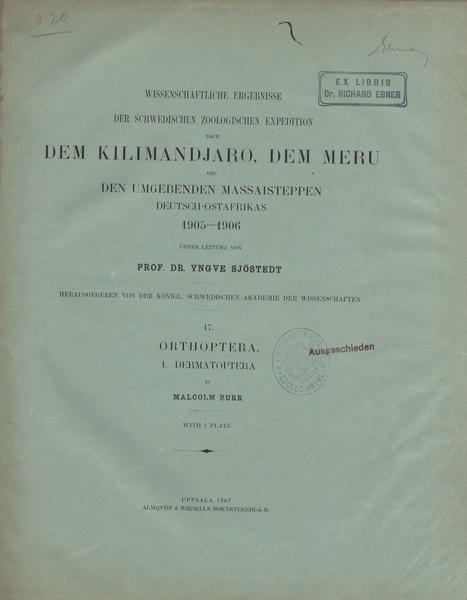 3.20
EX LIBRIS
Dr. RICHARD EBNER
WISSENSCHAFTLICHE ERGEBNISSE
DER SCHWEDISCHEN ZOOLOGISCHEN EXPEDITION
NACH
DEM KILIMANDJARO, DEM MERU
UND
DEN UMGEBENDEN MASSAISTEPPEN
DEUTSCH-OSTAFRIKAS
1905—1906
UNTER LEITUNG VON
PROF. DR. YNGVE SJÖSTEDT
HERAUSGEGEBEN VON DER KÖNIGL. SCHWEDISCHEN AKADEMIE DER WISSENSCHAFTEN
17.
ORTHOPTERA.
1. DERMATOPTERA
BY
MALCOLM BURR
WITH 1 PLATE
Ausgeschieden
UPPSALA 1907
ALMQVIST & WIKSELLS BOKTRYCKERI-A.-B.